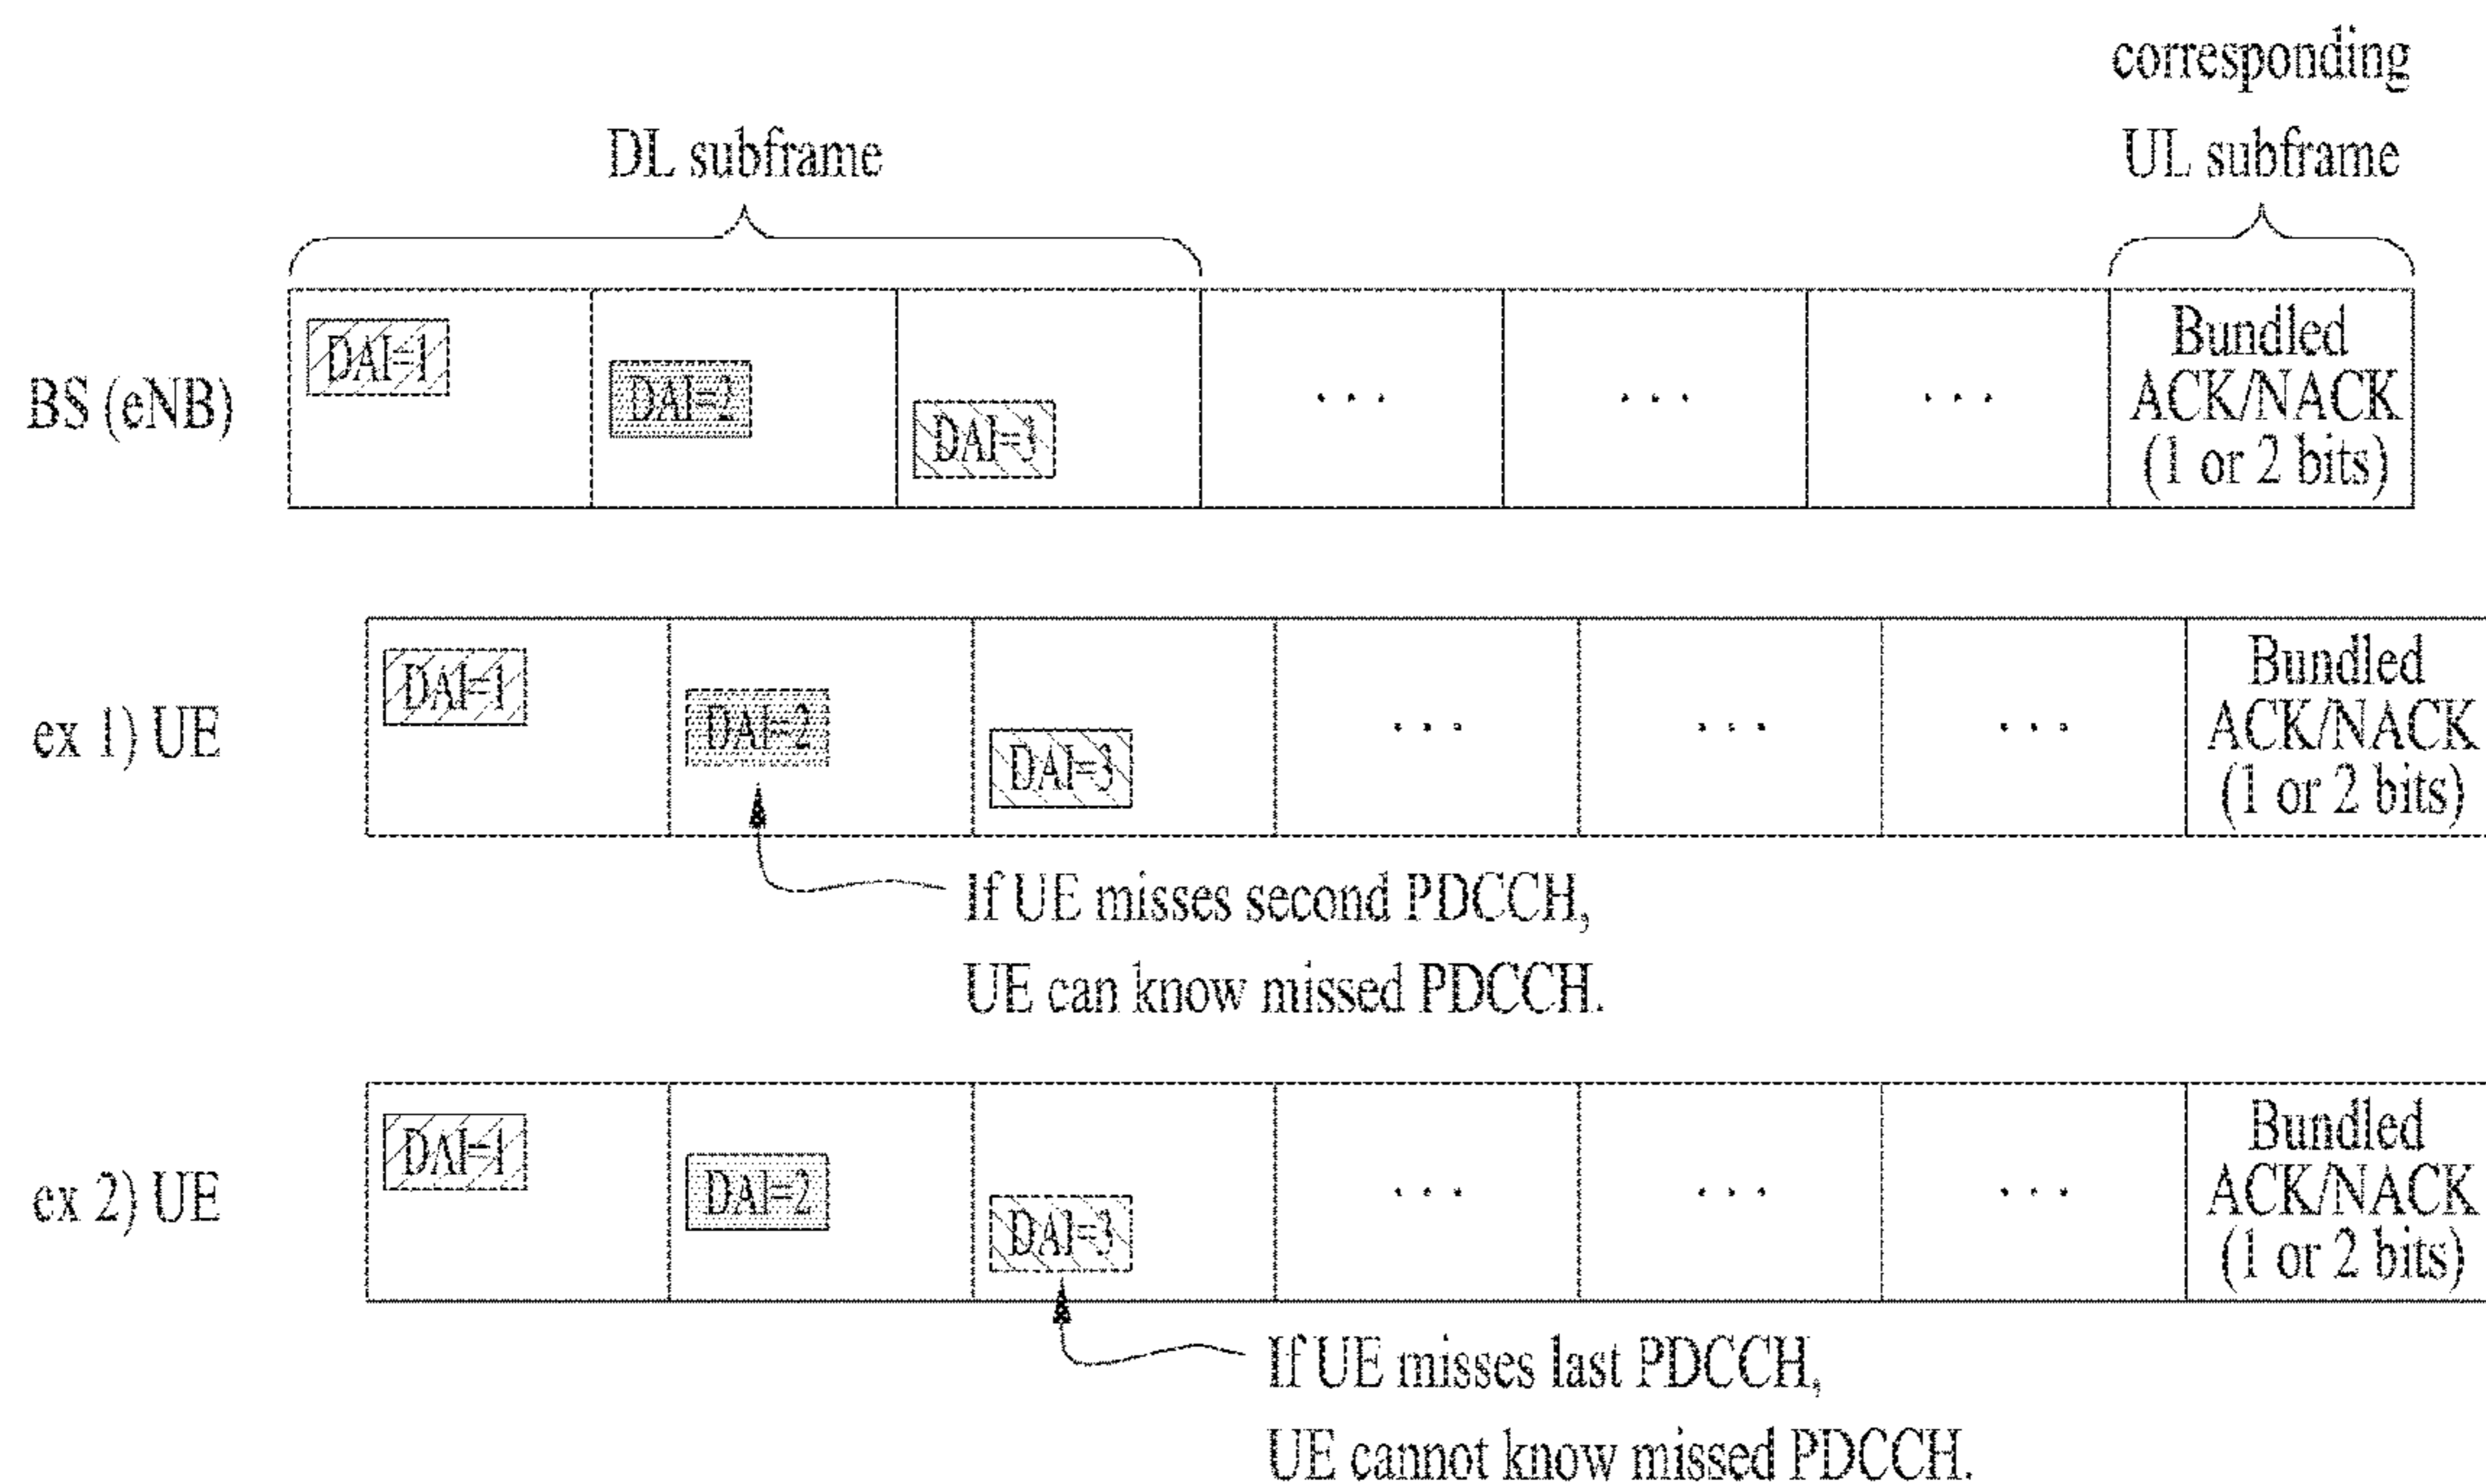 corresponding
DL subframe
UL subframe
BS (eNB)
DAI=1
DAI=2
DAI=3
...
...
...
Bundled
ACK/NACK
(1 or 2 bits)
ex 1) UE
DAI=1
DAI=2
DAI=3
...
...
...
Bundled
ACK/NACK
(1 or 2 bits)
If UE misses second PDCCH,
UE can know missed PDCCH.
ex 2) UE
DAI=1
DAI=2
DAI=3
...
...
...
Bundled
ACK/NACK
(1 or 2 bits)
If UE misses last PDCCH,
UE cannot know missed PDCCH.